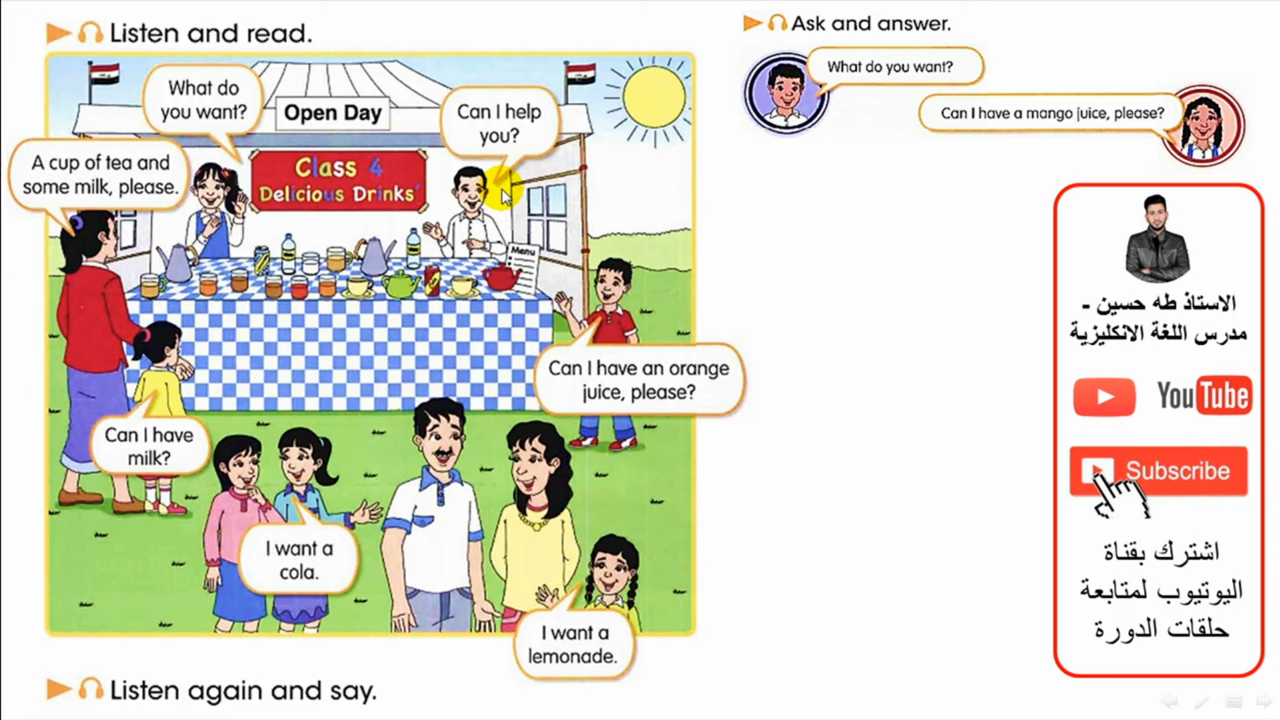 Listen and read.
What do
you want?
Open Day
Can I help
you?
A cup of tea and
some milk, please.
Class 4
Delicious Drinks'
Menu
Can I have an orange
juice, please?
Can I have
milk?
I want a
cola.
I want a
lemonade.
Listen again and say.
Ask and answer.
What do you want?
Can I have a mango juice, please?
الاستاذ طه حسين -
مدرس اللغة الانكليزية
YouTube
Subscribe
اشترك بقناة
اليوتيوب لمتابعة
حلقات الدورة